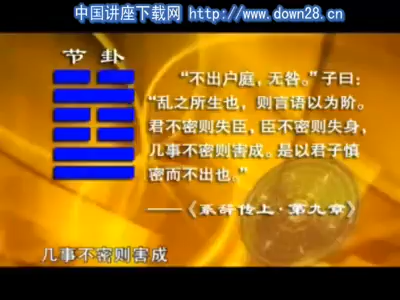 中国讲座下载网 http://www.down28.cn
节 卦
“不出户庭，无咎。”子曰：
“乱之所生也，则言语以为阶。
君不密则失臣，臣不密则失身，
几事不密则害成。是以君子慎
密而不出也。”
——《系辞传上·第九章》
几事不密则害成